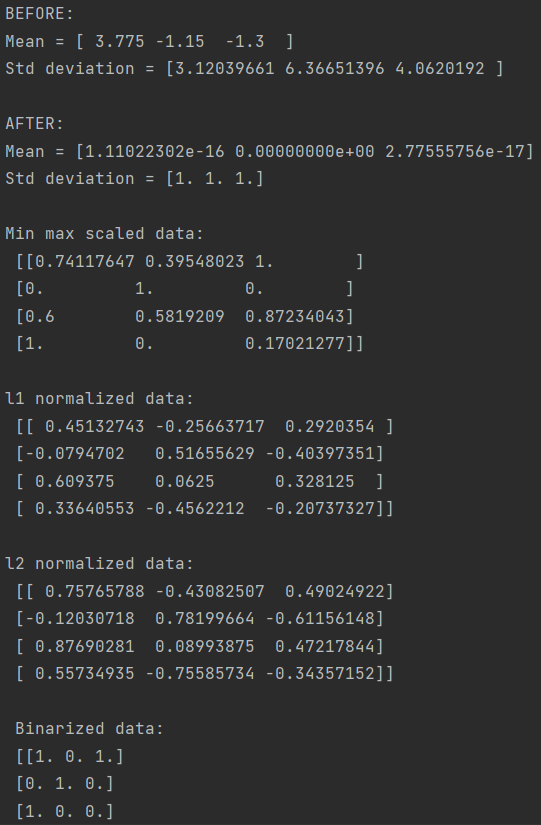 BEFORE:
Mean = [ 3.775 -1.15  -1.3  ]
Std deviation = [3.12039661 6.36651396 4.0620192 ]
AFTER:
Mean = [1.11022302e-16 0.00000000e+00 2.77555756e-17]
Std deviation = [1. 1. 1.]
Min max scaled data:
[[0.74117647 0.39548023 1.        ]
[0.         1.         0.        ]
[0.6        0.5819209  0.87234043]
[1.         0.         0.17021277]]
l1 normalized data:
[[ 0.45132743 -0.25663717  0.2920354 ]
[-0.0794702   0.51655629 -0.40397351]
[ 0.609375    0.0625      0.328125  ]
[ 0.33640553 -0.4562212  -0.20737327]]
l2 normalized data:
[[ 0.75765788 -0.43082507  0.49024922]
[-0.12030718  0.78199664 -0.61156148]
[ 0.87690281  0.08993875  0.47217844]
[ 0.55734935 -0.75585734 -0.34357152]]
Binarized data:
[[1. 0. 1.]
[0. 1. 0.]
[1. 0. 0.]